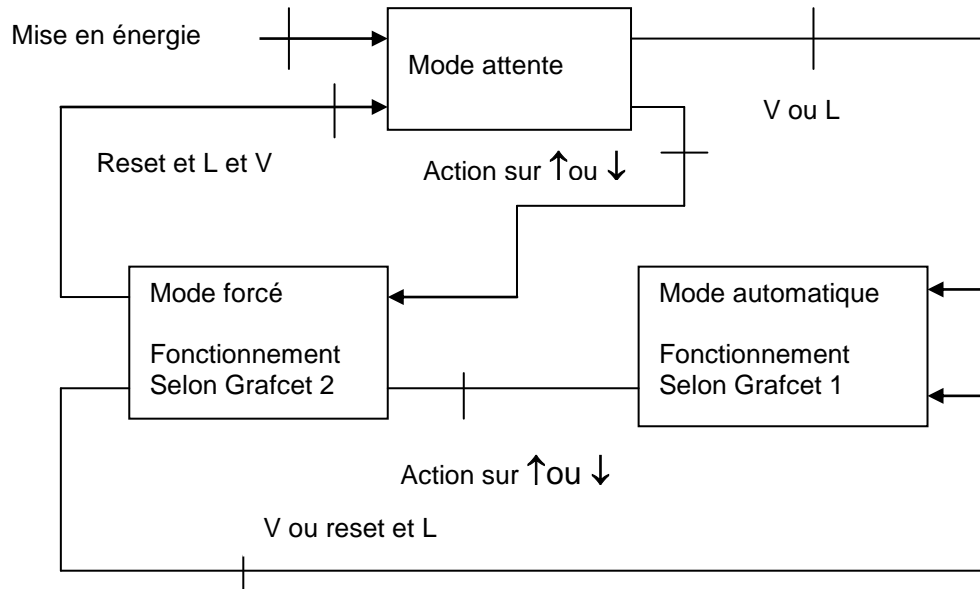 Mise en énergie
Mode attente
V ou L
Reset et L et V
Action sur ↑ou ↓
Mode forcé
Fonctionnement
Selon Grafcet 2
Mode automatique
Fonctionnement
Selon Grafcet 1
Action sur ↑ou ↓
V ou reset et L